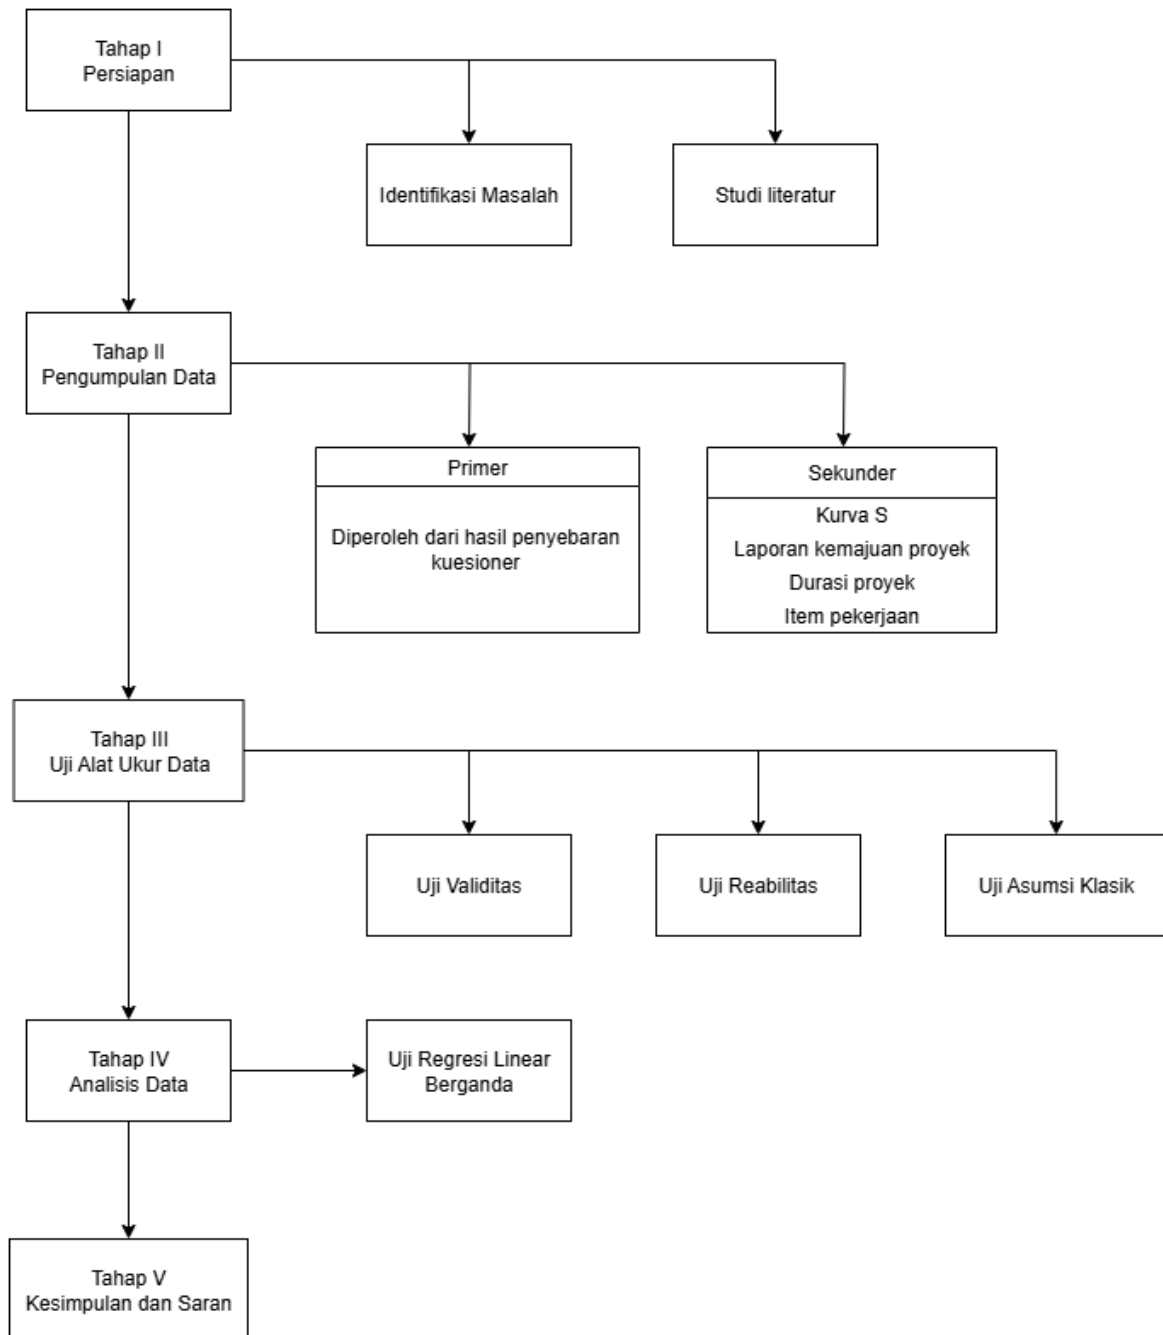 Tahap I
Persiapan
Identifikasi Masalah
Studi literatur
Tahap II
Pengumpulan Data
Primer
Diperoleh dari hasil penyebaran
kuesioner
Sekunder
Kurva S
Laporan kemajuan proyek
Durasi proyek
Item pekerjaan
Tahap III
Uji Alat Ukur Data
Uji Validitas
Uji Reabilitas
Uji Asumsi Klasik
Tahap IV
Analisis Data
Uji Regresi Linear
Berganda
Tahap V
Kesimpulan dan Saran